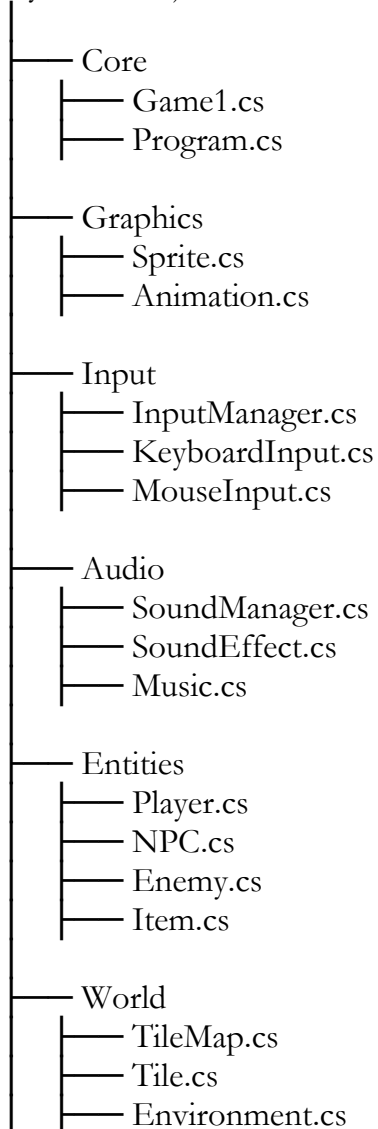 Core
Game1.cs
Program.cs
Graphics
Sprite.cs
Animation.cs
Input
InputManager.cs
KeyboardInput.cs
MouseInput.cs
Audio
SoundManager.cs
SoundEffect.cs
Music.cs
Entities
Player.cs
NPC.cs
Enemy.cs
Item.cs
World
TileMap.cs
Tile.cs
Environment.cs